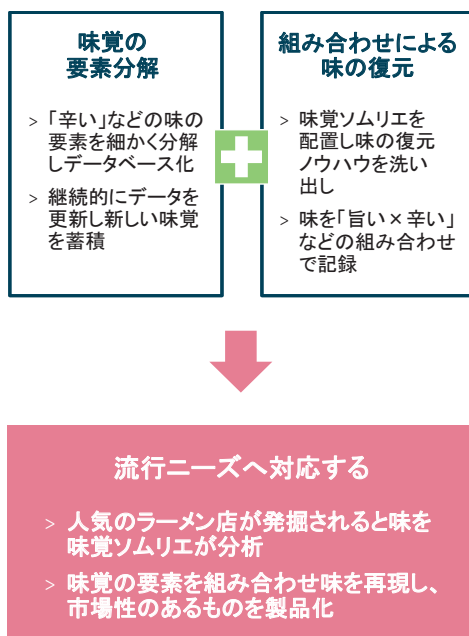 味覚の
要素分解
> 「辛い」などの味の
要素を細かく分解
しデータベース化
> 継続的にデータを
更新し新しい味覚
を蓄積
組み合わせによる
味の復元
> 味覚ソムリエを
配置し味の復元
ノウハウを洗い
出し
> 味を「旨い×辛い」
などの組み合わせ
で記録
流行ニーズへ対応する
> 人気のラーメン店が発掘されると味を
味覚ソムリエが分析
> 味覚の要素を組み合わせ味を再現し、
市場性のあるものを製品化